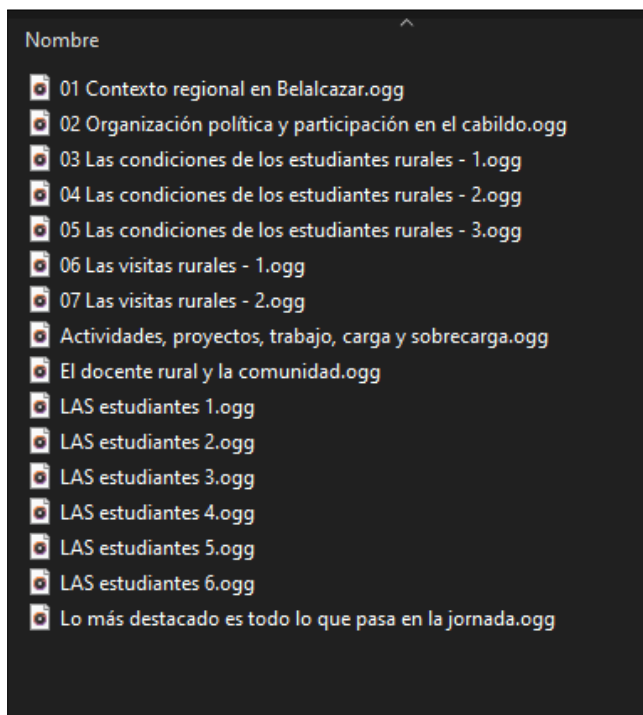 Nombre
01 Contexto regional en Belalcazar.ogg
02 Organización política y participación en el cabildo.ogg
03 Las condiciones de los estudiantes rurales - 1.ogg
04 Las condiciones de los estudiantes rurales - 2.ogg
05 Las condiciones de los estudiantes rurales - 3.ogg
06 Las visitas rurales - 1.ogg
07 Las visitas rurales - 2.ogg
Actividades, proyectos, trabajo, carga y sobrecarga.ogg
El docente rural y la comunidad.ogg
LAS estudiantes 1.ogg
LAS estudiantes 2.ogg
LAS estudiantes 3.ogg
LAS estudiantes 4.ogg
LAS estudiantes 5.ogg
LAS estudiantes 6.ogg
Lo más destacado es todo lo que pasa en la jornada.ogg